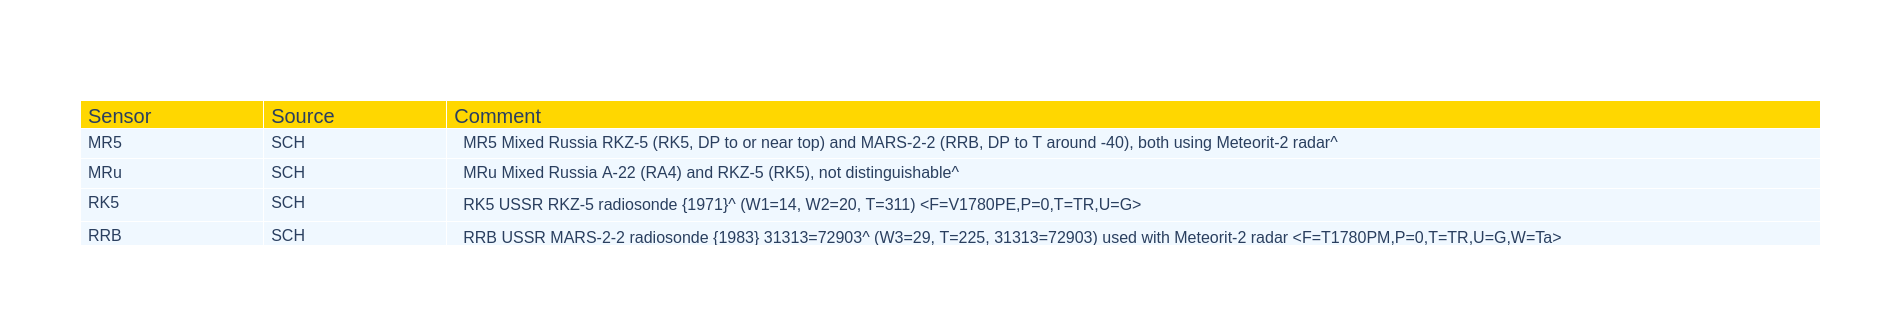 Sensor Source Comment
MR5 SCH MR5 Mixed Russia RKZ-5 (RK5, DP to or near top) and MARS-2-2 (RRB, DP to T around -40), both using Meteorit-2 radar^
MRu SCH MRu Mixed Russia A-22 (RA4) and RKZ-5 (RK5), not distinguishable^
RK5 SCH RK5 USSR RKZ-5 radiosonde {1971}^ (W1=14, W2=20, T=311) <F=V1780PE,P=0,T=TR,U=G>
RRB SCH RRB USSR MARS-2-2 radiosonde {1983} 31313=72903^ (W3=29, T=225, 31313=72903) used with Meteorit-2 radar <F=T1780PM,P=0,T=TR,U=G,W=Ta>